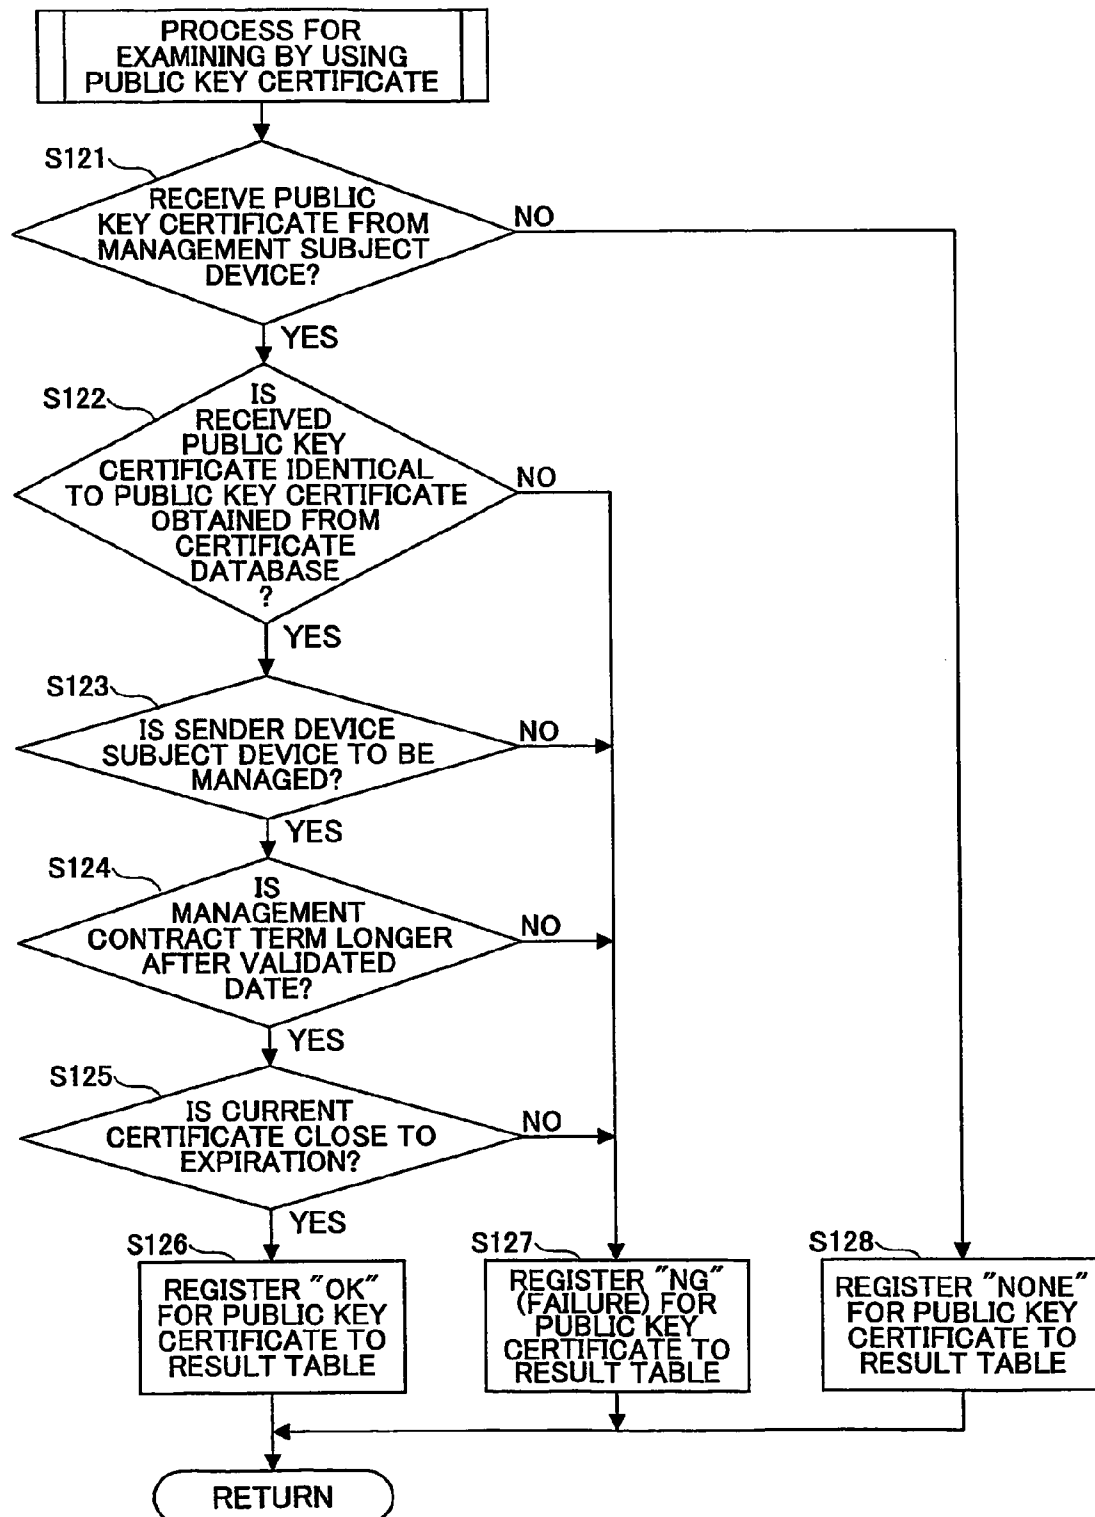 PROCESS FOR
EXAMINING BY USING
PUBLIC KEY CERTIFICATE
S121
RECEIVE PUBLIC
KEY CERTIFICATE FROM
MANAGEMENT SUBJECT
DEVICE?
NO
YES
S122
IS
RECEIVED
PUBLIC KEY
CERTIFICATE IDENTICAL
TO PUBLIC KEY CERTIFICATE
OBTAINED FROM
CERTIFICATE
DATABASE
?
NO
YES
S123
IS SENDER DEVICE
SUBJECT DEVICE TO BE
MANAGED?
NO
YES
S124
IS
MANAGEMENT
CONTRACT TERM LONGER
AFTER VALIDATED
DATE?
NO
YES
S125
IS CURRENT
CERTIFICATE CLOSE TO
EXPIRATION?
NO
YES
S126
REGISTER "OK"
FOR PUBLIC KEY
CERTIFICATE TO
RESULT TABLE
S127
REGISTER "NG"
(FAILURE) FOR
PUBLIC KEY
CERTIFICATE TO
RESULT TABLE
S128
REGISTER "NONE"
FOR PUBLIC KEY
CERTIFICATE TO
RESULT TABLE
RETURN